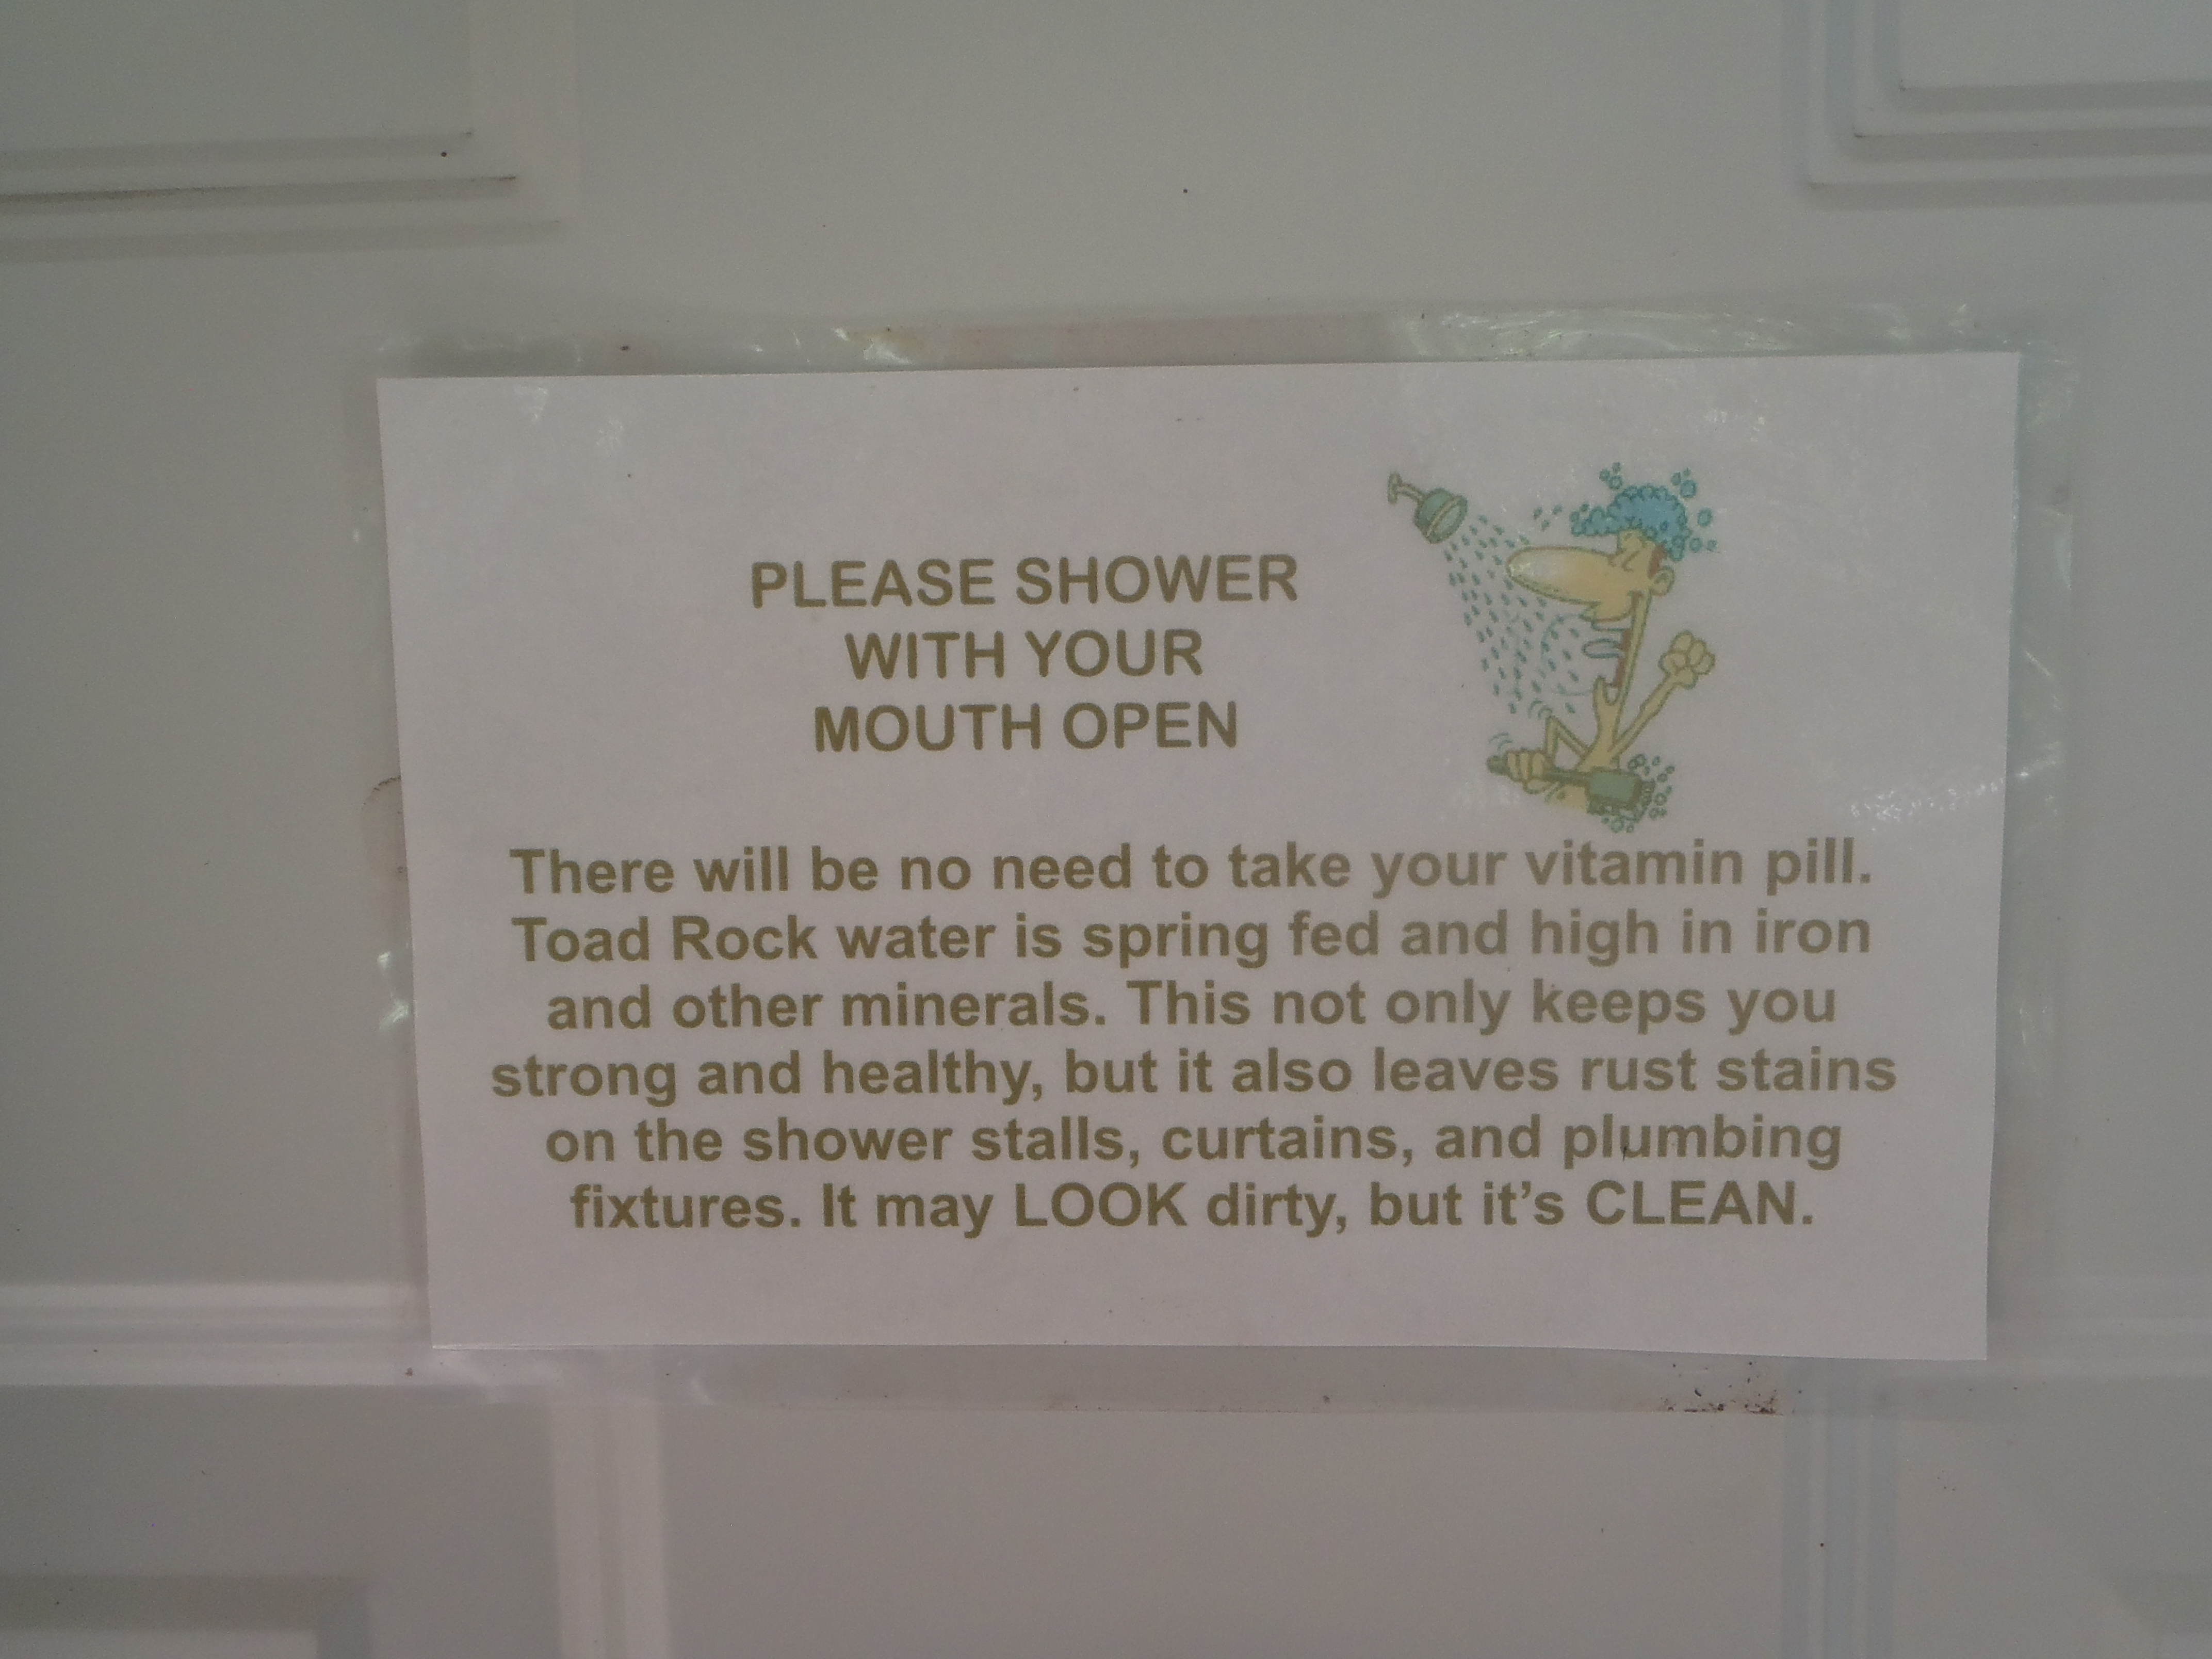 PLEASE SHOWER
WITH YOUR
MOUTH OPEN
There will be no need to take your vitamin pill.
Toad Rock water is spring fed and high in iron
and other minerals. This not only keeps you
strong and healthy, but it also leaves rust stains
on the shower stalls, curtains, and plumbing
fixtures. It may LOOK dirty, but it’s CLEAN.